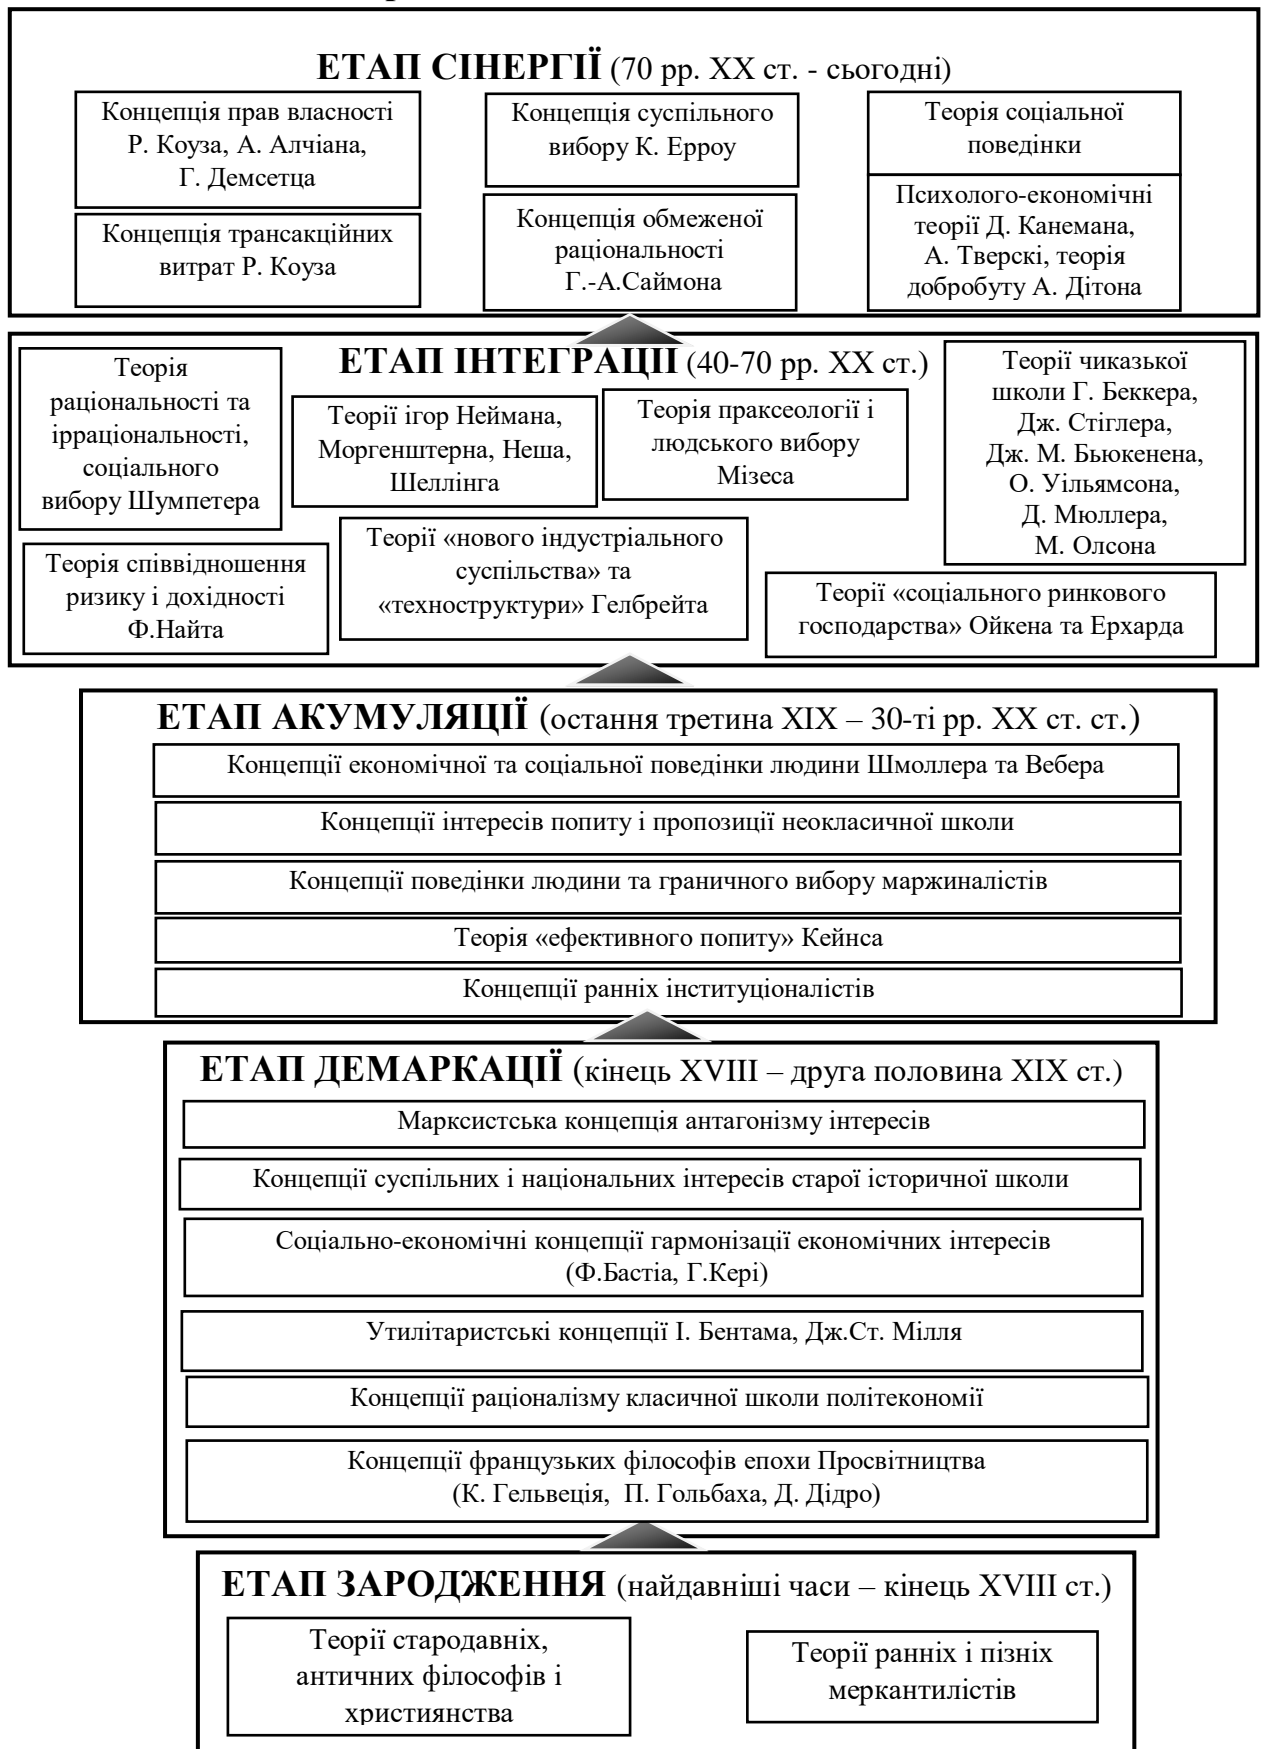 ЕТАП СІНЕРГІЇ (70 рр. ХХ ст. - сьогодні)
Концепція прав власності
Р. Коуза, А. Алчіана,
Г. Демсетца
Концепція трансакційних
витрат Р. Коуза
Концепція суспільного
вибору К. Ерроу
Концепція обмеженої
раціональності
Г.-А.Саймона
Теорія соціальної
поведінки
Психолого-економічні
теорії Д. Канемана,
А. Тверскі, теорія
добробуту А. Дітона
ЕТАП ІНТЕГРАЦІЇ (40-70 рр. ХХ ст.)
Теорія
раціональності та
ірраціональності,
соціального
вибору Шумпетера
Теорії ігор Неймана,
Моргенштерна, Неша,
Шеллінга
Теорія праксеології і
людського вибору
Мізеса
Теорії чиказької
школи Г. Беккера,
Дж. Стіглера,
Дж. М. Бьюкенена,
О. Уільямсона,
Д. Мюллера,
М. Олсона
Теорія співвідношення
ризику і дохідності
Ф.Найта
Теорії «нового індустріального
суспільства» та
«техноструктури» Гелбрейта
Теорії «соціального ринкового
господарства» Ойкена та Ерхарда
ЕТАП АКУМУЛЯЦІЇ (остання третина ХІХ – 30-ті рр. ХХ ст. ст.)
Концепції економічної та соціальної поведінки людини Шмоллера та Вебера
Концепції інтересів попиту і пропозиції неокласичної школи
Концепції поведінки людини та граничного вибору маржиналістів
Теорія «ефективного попиту» Кейнса
Концепції ранніх інституціоналістів
ЕТАП ДЕМАРКАЦІЇ (кінець XVIII – друга половина ХІХ ст.)
Марксистська концепція антагонізму інтересів
Концепції суспільних і національних інтересів старої історичної школи
Соціально-економічні концепції гармонізації економічних інтересів
(Ф.Бастіа, Г.Кері)
Утилітаристські концепції І. Бентама, Дж.Ст. Мілля
Концепції раціоналізму класичної школи політекономії
Концепції французьких філософів епохи Просвітництва
(К. Гельвеція, П. Гольбаха, Д. Дідро)
ЕТАП ЗАРОДЖЕННЯ (найдавніші часи – кінець XVIII ст.)
Теорії стародавніх,
античних філософів і
християнства
Теорії ранніх і пізніх
меркантилістів